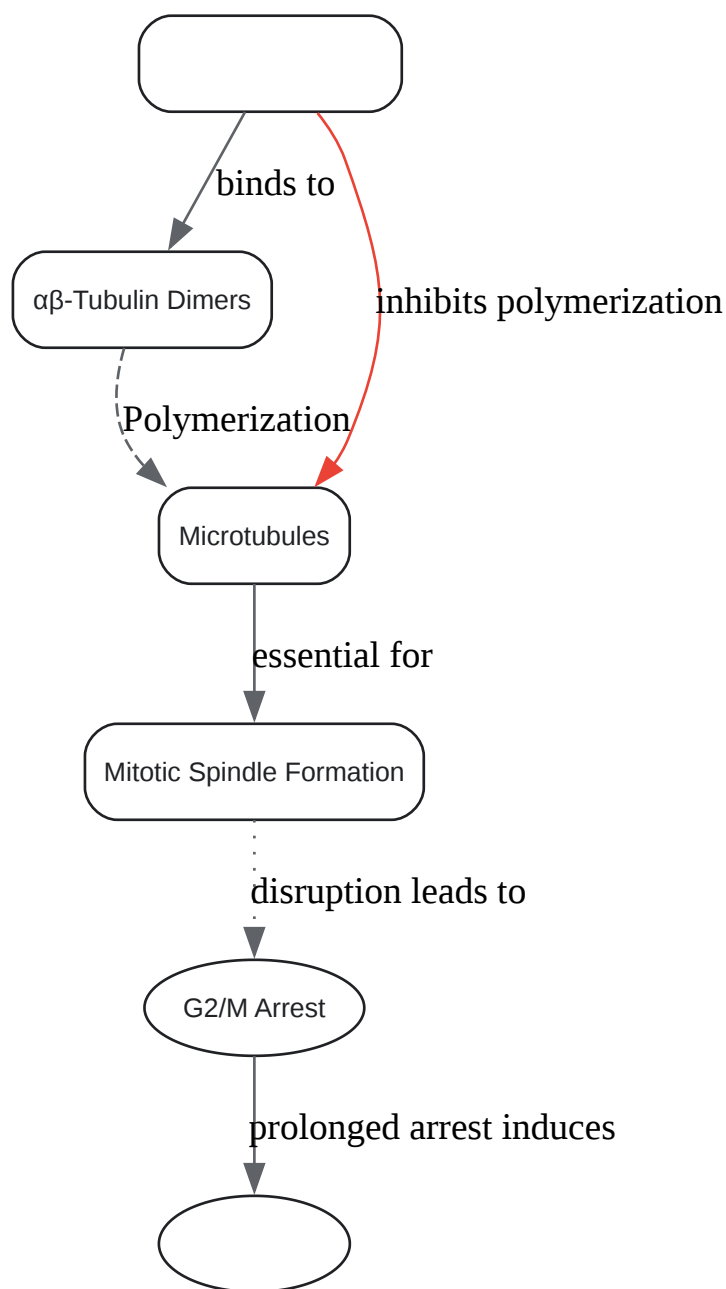 binds to
αβ-Tubulin Dimers
inhibits polymerization
Polymerization
Microtubules
essential for
Mitotic Spindle Formation
disruption leads to
G2/M Arrest
prolonged arrest induces